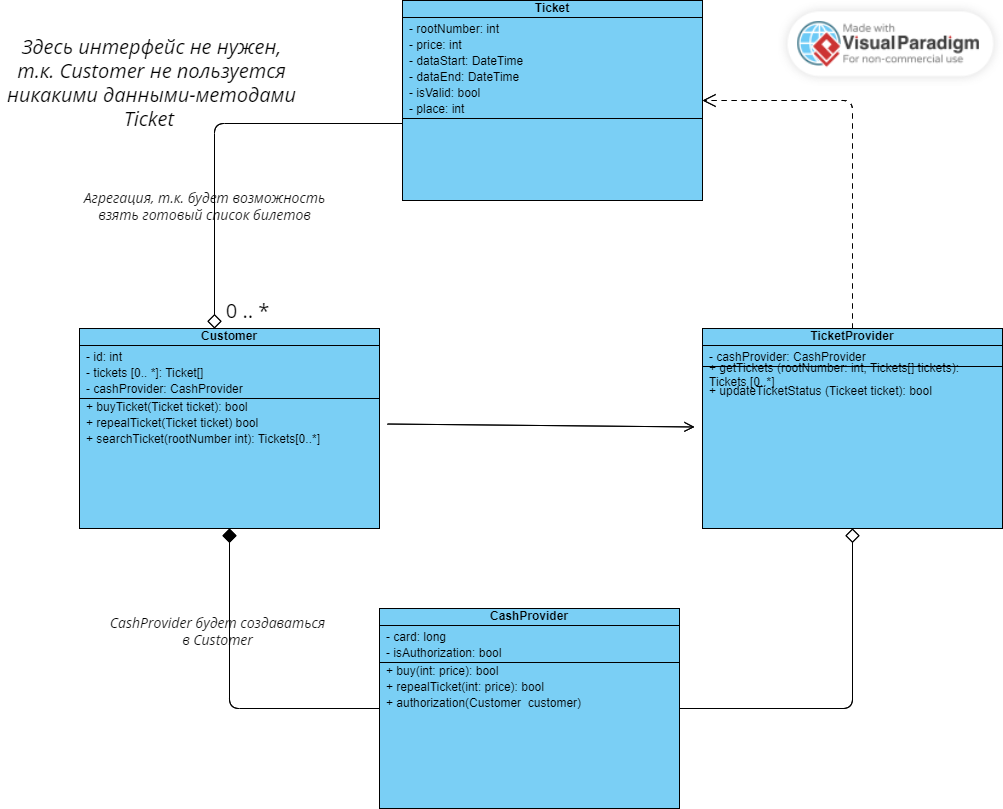 Ticket
- rootNumber: int
- price: int
- dataStart: DateTime
- dataEnd: DateTime
- isValid: bool
- place: int
Made with
Visual Paradigm
For non-commercial use
Здесь интерфейс не нужен,
т.к. Customer не пользуется
никакими данными-методами
Ticket
Агрегация, т.к. будет возможность
взять готовый список билетов
0 .. *
Customer
- id: int
- tickets [0.. *]: Ticket[]
- cashProvider: CashProvider
+ buyTicket(Ticket ticket): bool
+ repealTicket(Ticket ticket) bool
+ searchTicket(rootNumber int): Tickets[0..*]
TicketProvider
- cashProvider: CashProvider
+ getTickets (rootNumber: int, Tickets[] tickets):
Tickets [0..*]
+ updateTicketStatus (Tickeet ticket): bool
CashProvider будет создаваться
в Customer
CashProvider
- card: long
- isAuthorization: bool
+ buy(int: price): bool
+ repealTicket(int: price): bool
+ authorization(Customer  customer)